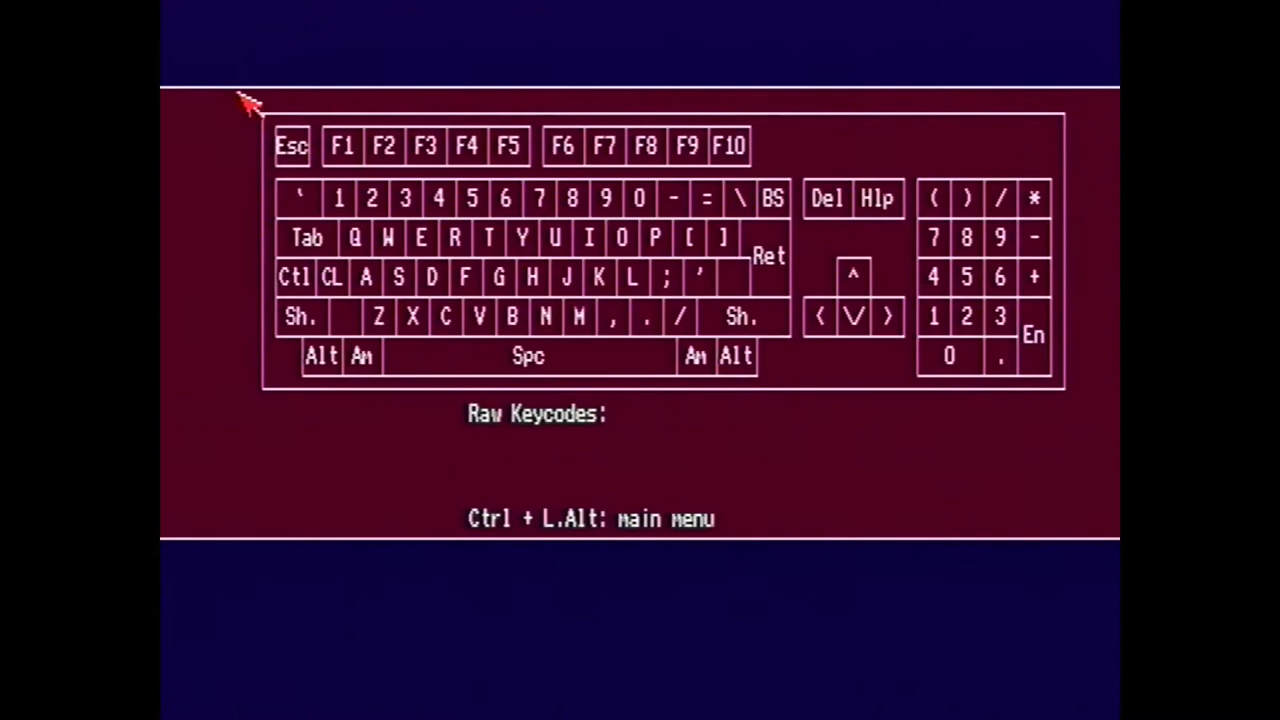 Esc F1 F2 F3 F4 F5 F6 F7 F8 F9 F10
` 1 2 3 4 5 6 7 8 9 0 - = \ BS Del Hlp ( ) / *
Tab Q W E R T Y U I O P [ ] Ret 7 8 9 -
Ctl CL A S D F G H J K L ; ' ^ 4 5 6 +
Sh. Z X C V B N M , . / Sh. < \/ > 1 2 3 En
Alt Am Spc Am Alt 0 .
Raw Keycodes:
Ctrl + L.Alt: main menu